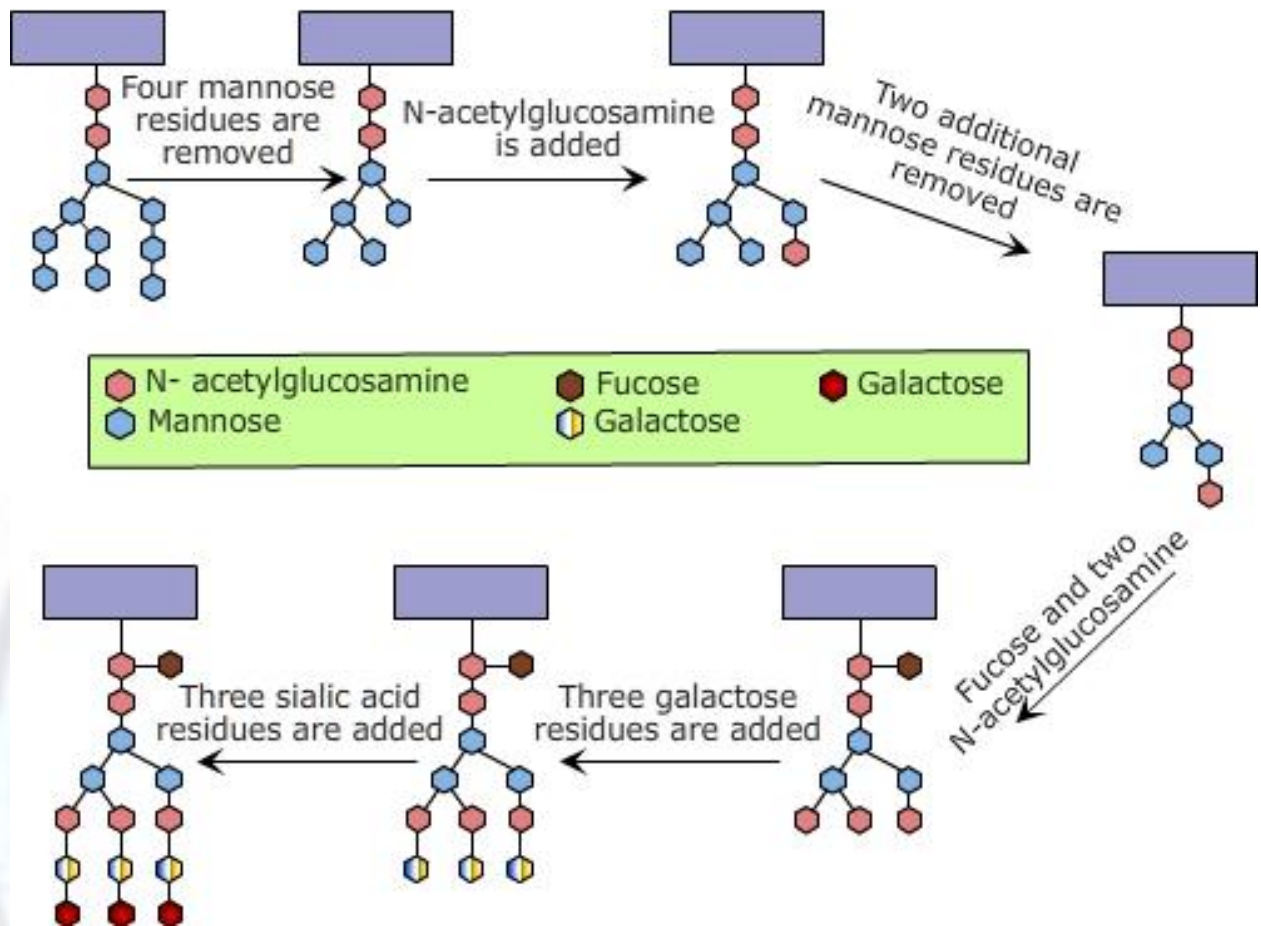 Four mannose
residues are
removed
N-acetylglucosamine
is added
Two additional
mannose residues are
removed
N- acetylglucosamine
Fucose
Galactose
Mannose
Galactose
Fucose and two
N-acetylglucosamine
Three sialic acid
residues are added
Three galactose
residues are added